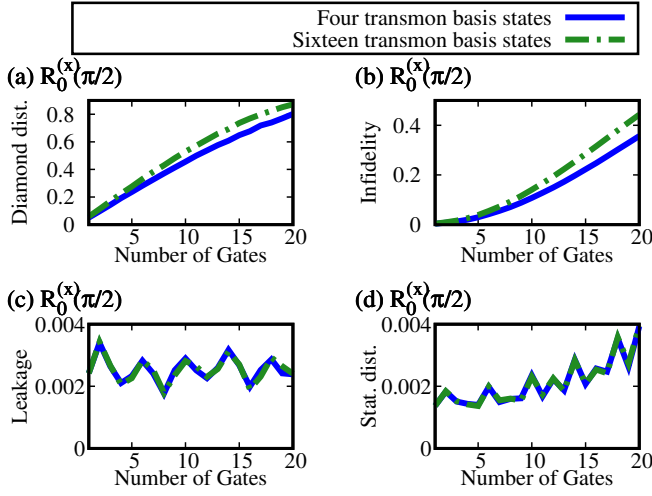 Four transmon basis states
Sixteen transmon basis states
(a) R₀⁽ˣ⁾(π/2)
Diamond dist.
0
0.2
0.4
0.6
0.8
5
10
15
20
Number of Gates
(b) R₀⁽ˣ⁾(π/2)
Infidelity
0
0.2
0.4
5
10
15
20
Number of Gates
(c) R₀⁽ˣ⁾(π/2)
Leakage
0
0.002
0.004
5
10
15
20
Number of Gates
(d) R₀⁽ˣ⁾(π/2)
Stat. dist.
0
0.002
0.004
5
10
15
20
Number of Gates